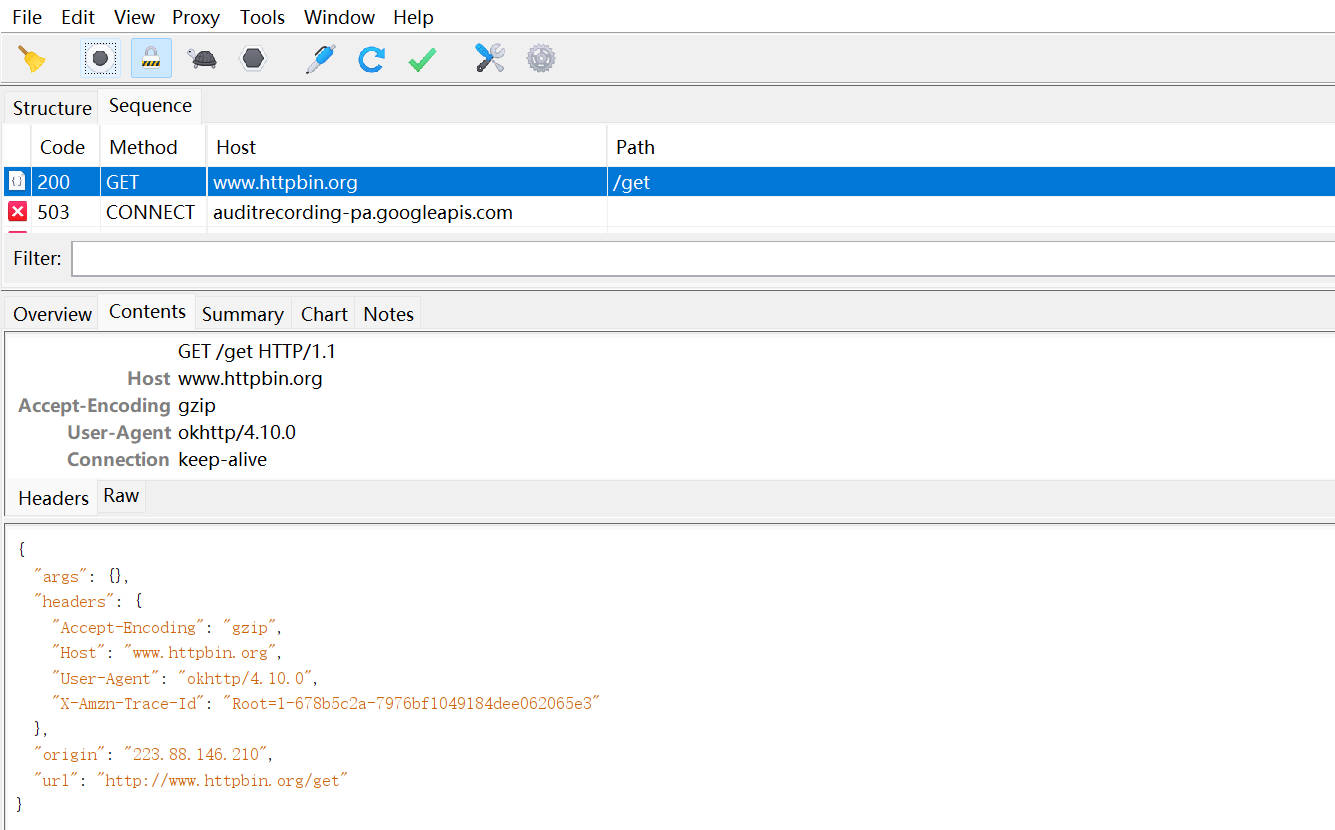 File Edit View Proxy Tools Window Help
Structure Sequence
Code Method Host Path
200 GET www.httpbin.org /get
503 CONNECT auditrecording-pa.googleapis.com
Filter:
Overview Contents Summary Chart Notes
GET /get HTTP/1.1
Host www.httpbin.org
Accept-Encoding gzip
User-Agent okhttp/4.10.0
Connection keep-alive
Headers Raw
{
"args": {},
"headers": {
"Accept-Encoding": "gzip",
"Host": "www.httpbin.org",
"User-Agent": "okhttp/4.10.0",
"X-Amzn-Trace-Id": "Root=1-678b5c2a-7976bf1049184dee062065e3"
},
"origin": "223.88.146.210",
"url": "http://www.httpbin.org/get"
}